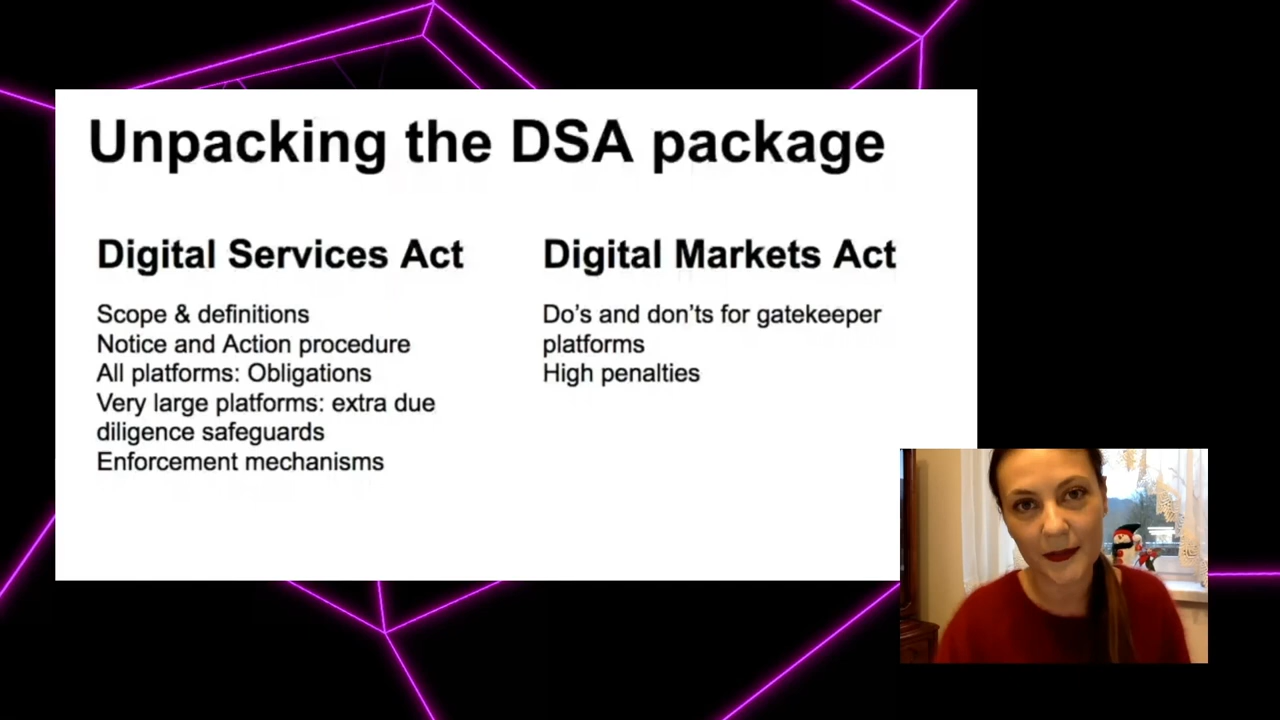 Unpacking the DSA package
Digital Services Act
Scope & definitions
Notice and Action procedure
All platforms: Obligations
Very large platforms: extra due
diligence safeguards
Enforcement mechanisms
Digital Markets Act
Do’s and don’ts for gatekeeper
platforms
High penalties